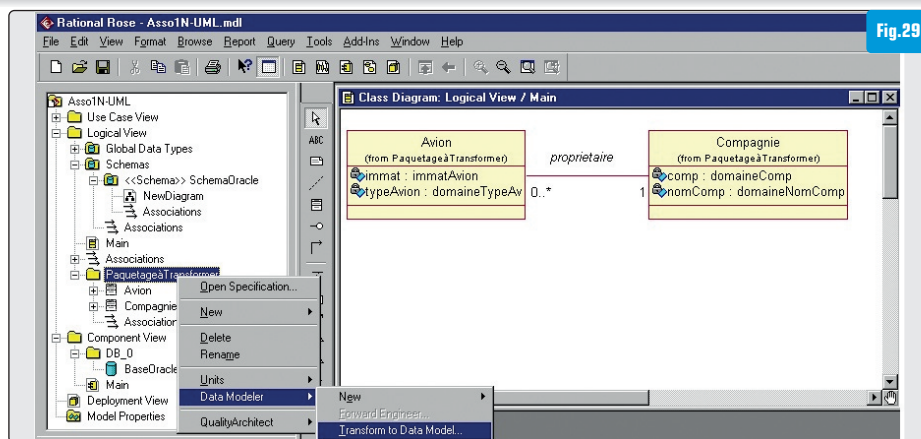 Fig.29
Rational Rose - Asso1N-UML.mdl
File Edit View Format Browse Report Query Tools Add-Ins Window Help
Asso1N-UML
Use Case View
Logical View
Global Data Types
Schemas
<<Schema>> SchemaOracle
NewDiagram
Associations
Associations
Main
Associations
PaquetageàTransformer
Avion
Compagnie
Association
Component View
DB_0
BaseOracle
Main
Deployment View
Model Properties
ABC
Open Specification...
New
Delete
Rename
Units
Data Modeler
QualityArchitect
New
Forward Engineer...
Transform to Data Model...
Class Diagram: Logical View / Main
Avion
(from PaquetageàTransformer)
immat : immatAvion
typeAvion : domaineTypeAv
proprietaire
0..*
1
Compagnie
(from PaquetageàTransformer)
comp : domaineComp
nomComp : domaineNomComp